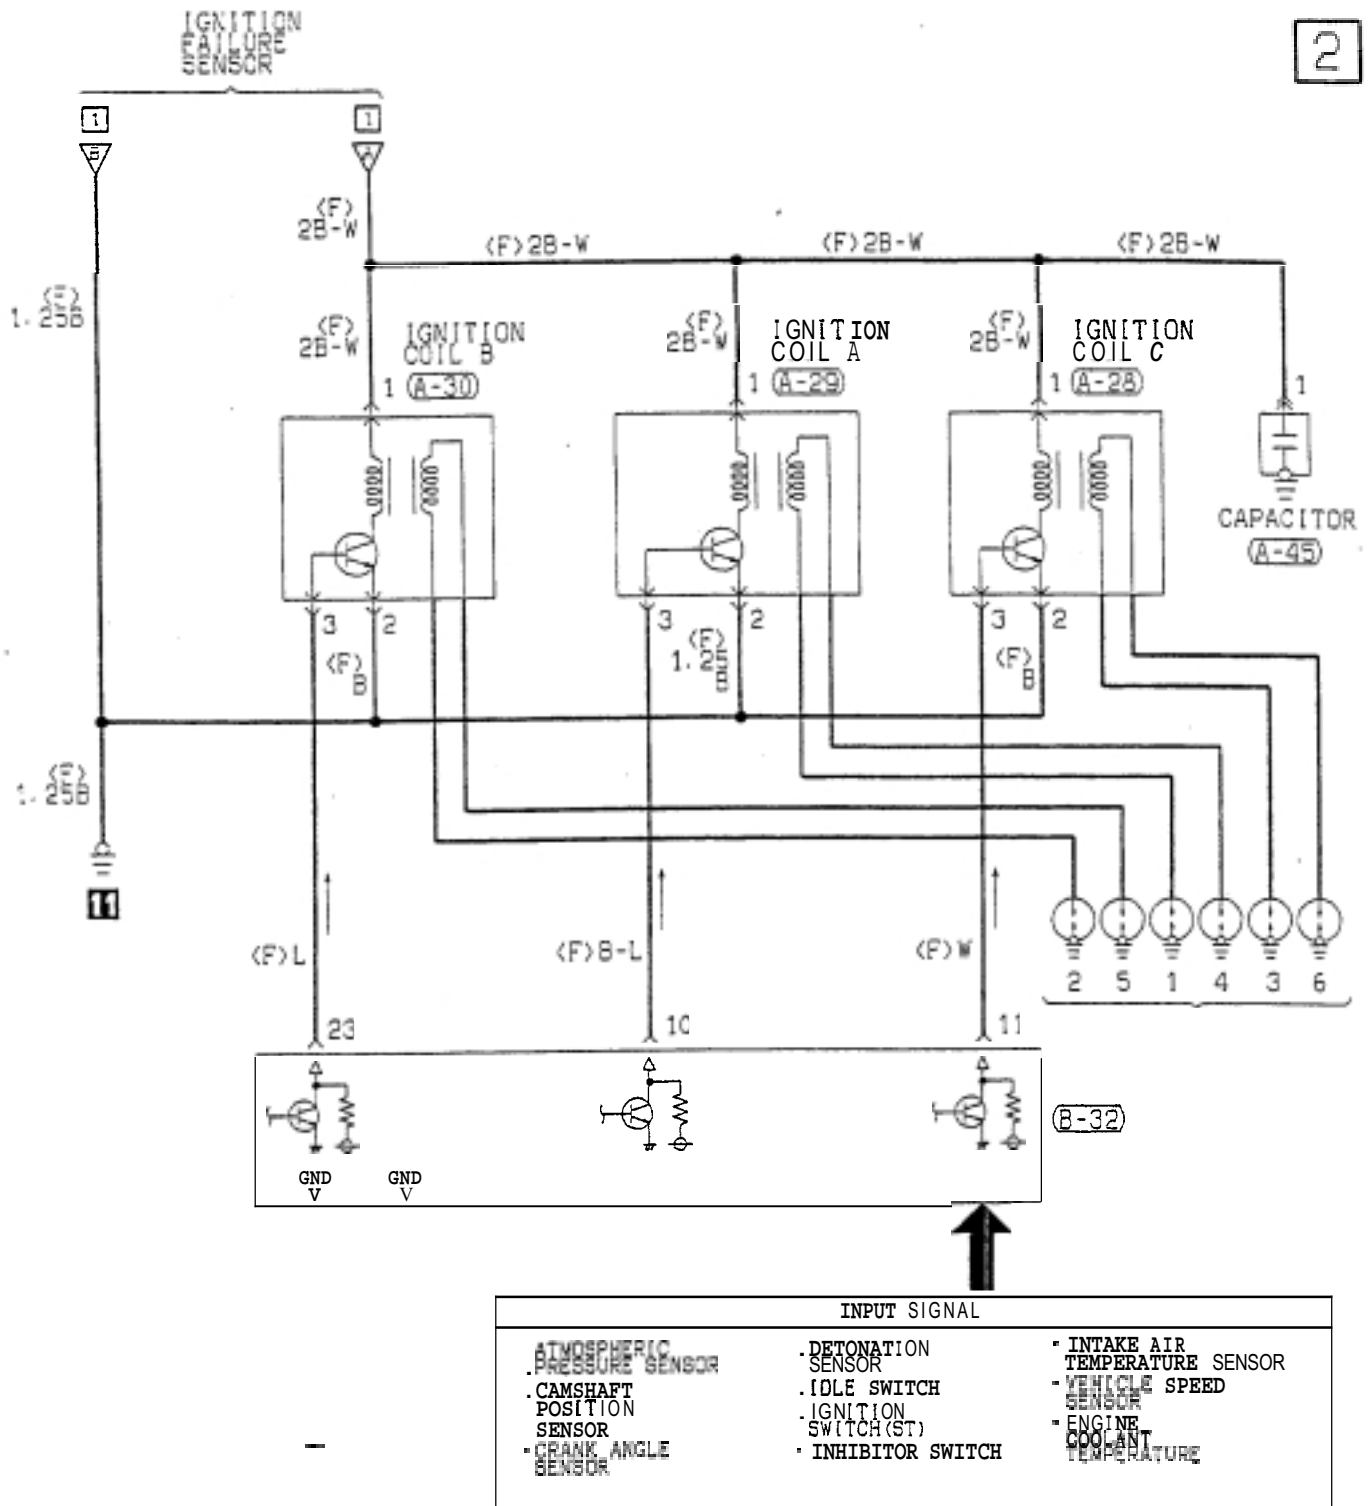 IGNITION
FAILURE
SENSOR
2
1
1
B
A
(F)
2B-W
(F)2B-W
(F)2B-W
(F)2B-W
(F)
1.25B
(F)
2B-W
IGNITION
COIL B
1 (A-30)
(F)
2B-W
IGNITION
COIL A
1 (A-29)
(F)
2B-W
IGNITION
COIL C
1 (A-28)
1
CAPACITOR
(A-45)
3
2
3
2
3
2
(F)
B
(F)
1.25
B
(F)
B
(F)
1.25B
11
(F)L
(F)B-L
(F)W
2 5 1 4 3 6
23
10
11
(B-32)
GND
V
GND
V
INPUT SIGNAL
ATMOSPHERIC
.PRESSURE SENSOR
.CAMSHAFT
POSITION
SENSOR
-CRANK ANGLE
SENSOR
.DETONATION
SENSOR
.IDLE SWITCH
.IGNITION
SWITCH(ST)
- INHIBITOR SWITCH
- INTAKE AIR
TEMPERATURE SENSOR
-VEHICLE SPEED
SENSOR
-ENGINE
COOLANT
TEMPERATURE